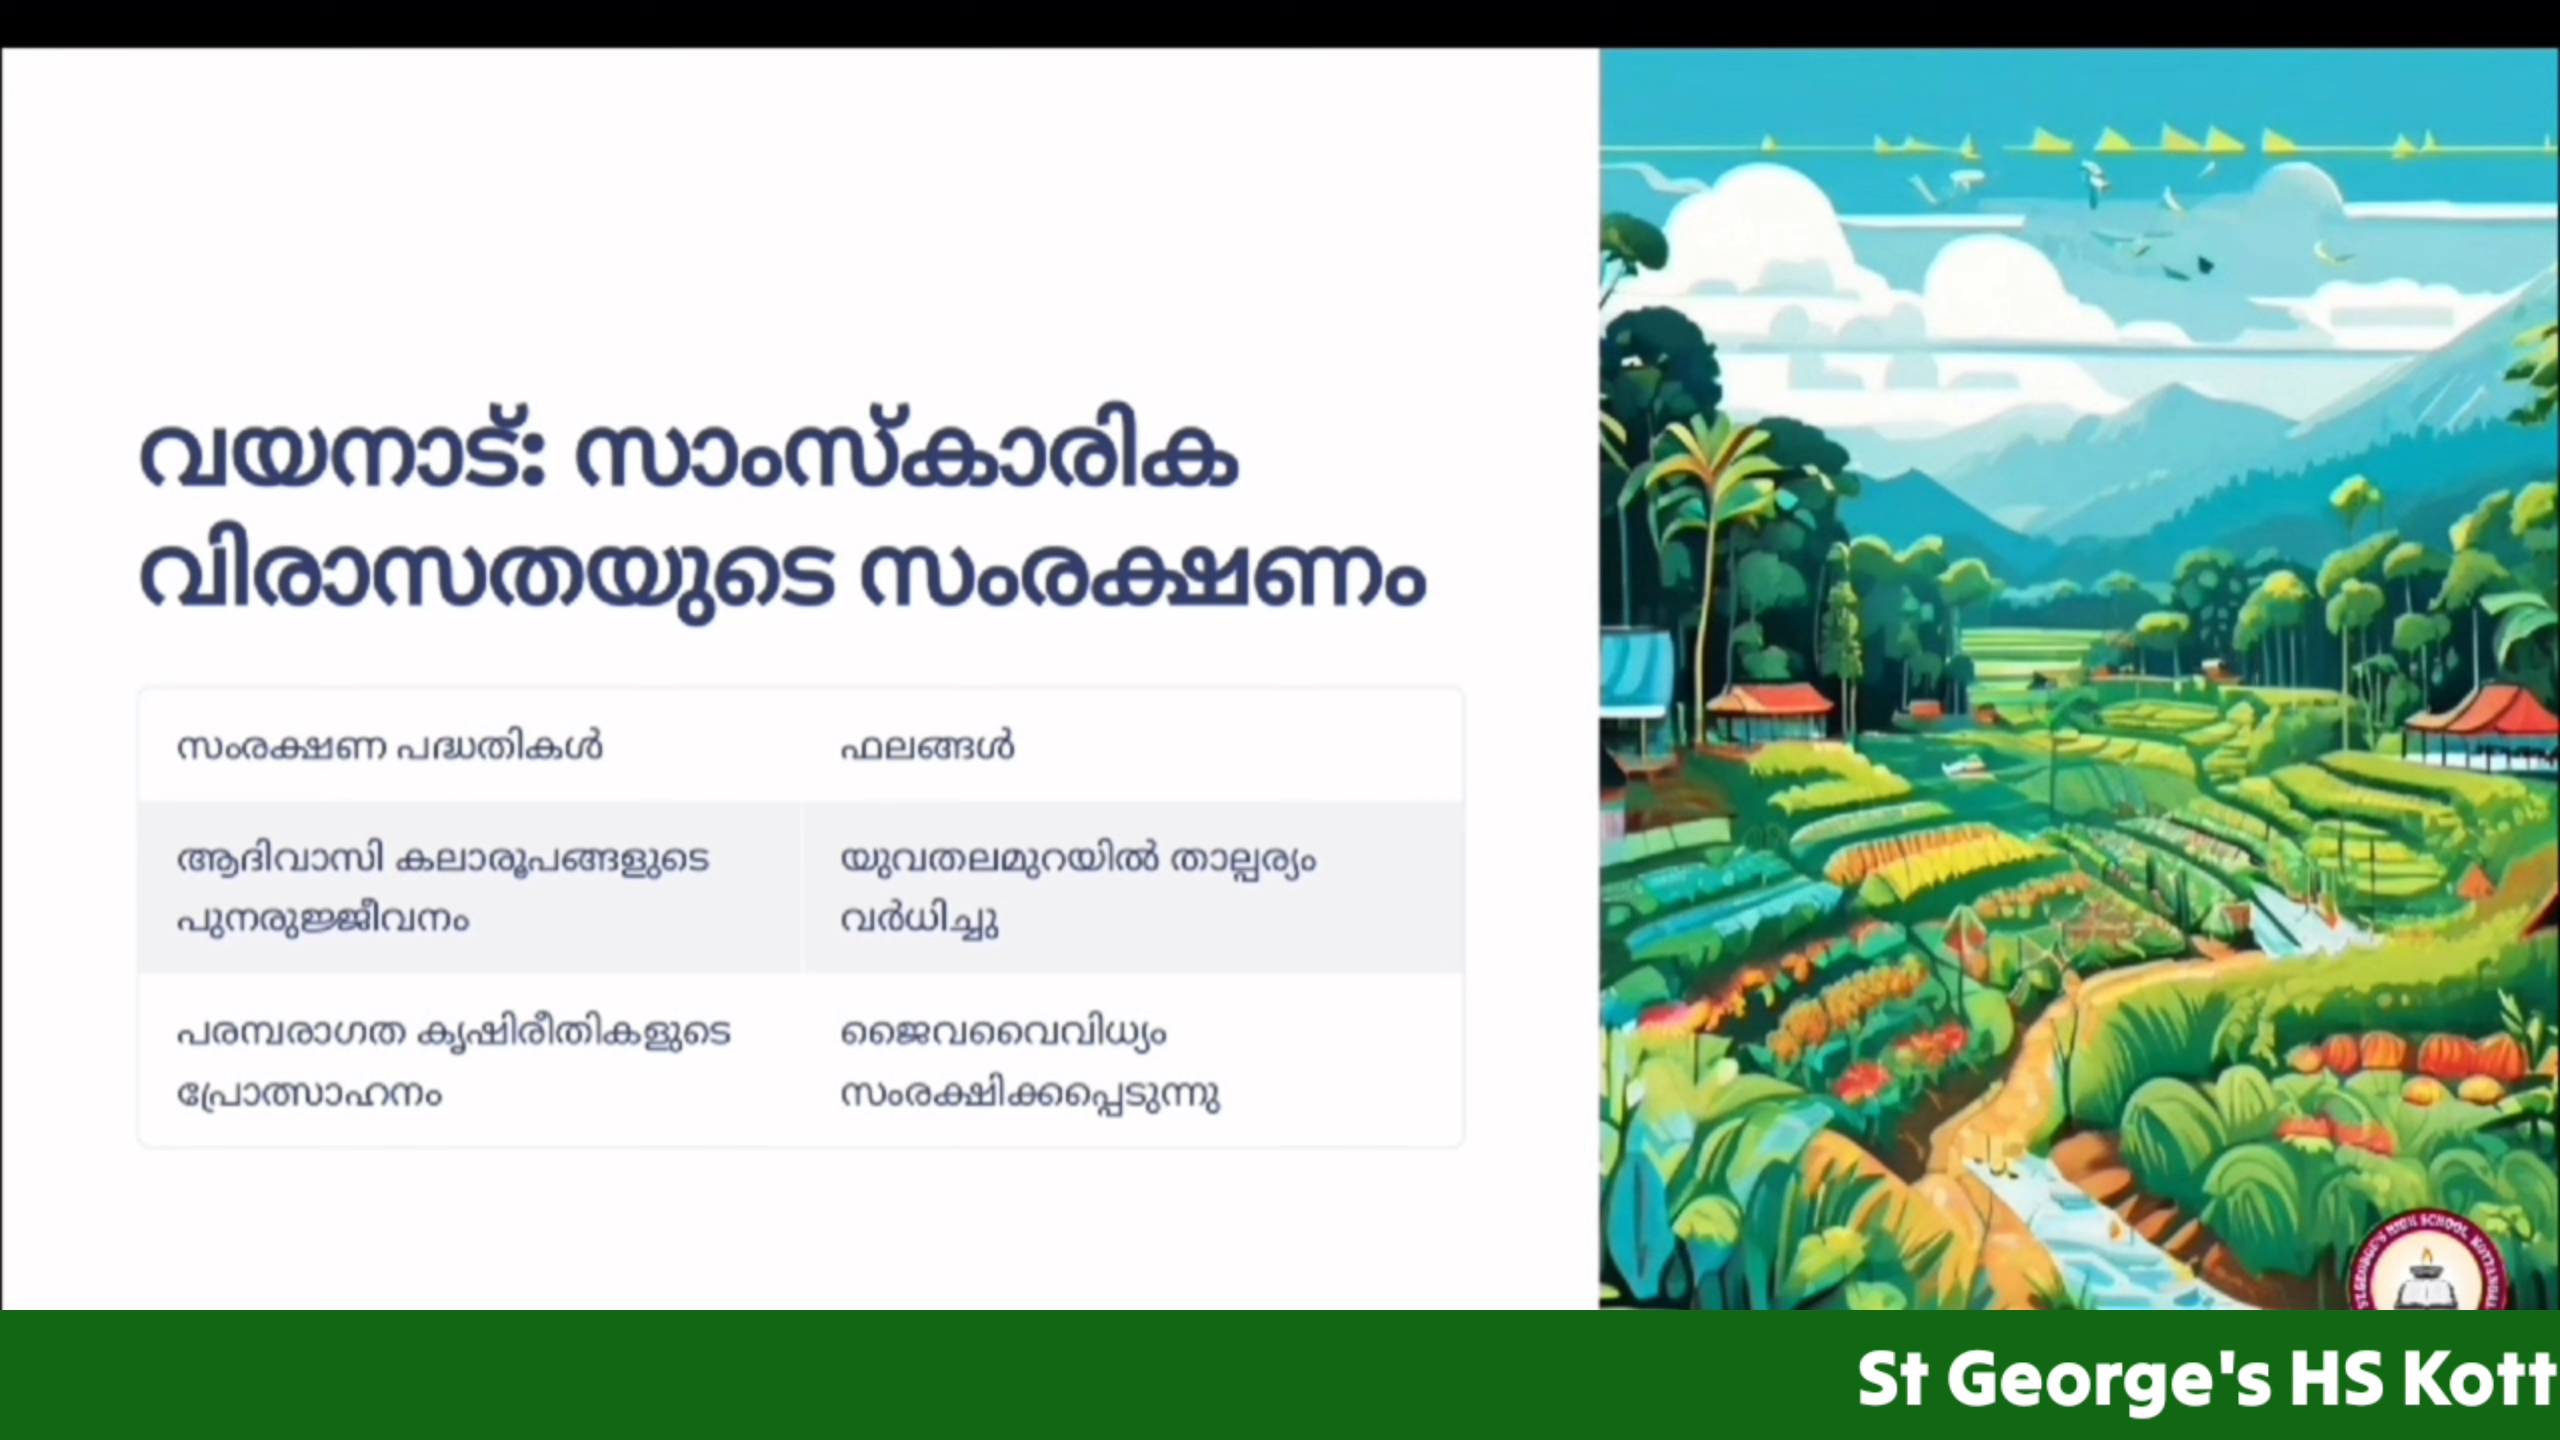 വയനാട്: സാംസ്കാരിക
വിരാസതയുടെ സംരക്ഷണം
സംരക്ഷണ പദ്ധതികൾ
ഫലങ്ങൾ
ആദിവാസി കലാരൂപങ്ങളുടെ
പുനരുജ്ജീവനം
യുവതലമുറയിൽ താല്പര്യം
വർധിച്ചു
പരമ്പരാഗത കൃഷിരീതികളുടെ
പ്രോത്സാഹനം
ജൈവവൈവിധ്യം
സംരക്ഷിക്കപ്പെടുന്നു
St George's HS Kott